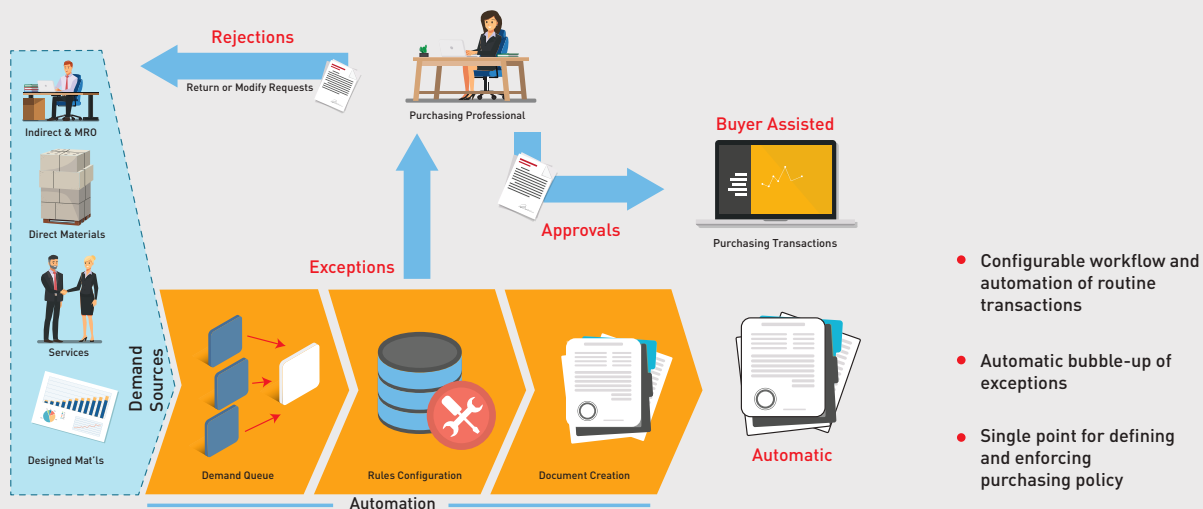 Rejections
Return or Modify Requests
Purchasing Professional
Indirect & MRO
Direct Materials
Services
Designed Mat'ls
Demand
Sources
Exceptions
Approvals
Buyer Assisted
Purchasing Transactions
Demand Queue
Rules Configuration
Document Creation
Automation
Automatic
• Configurable workflow and
automation of routine
transactions
• Automatic bubble-up of
exceptions
• Single point for defining
and enforcing
purchasing policy